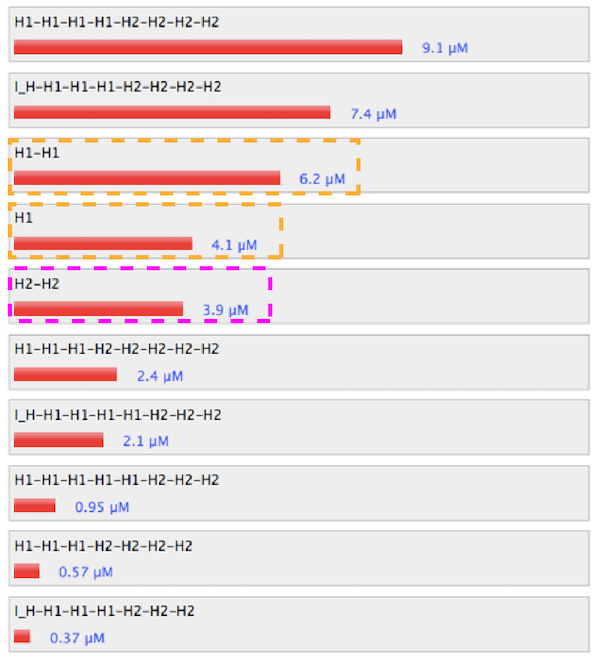 H1-H1-H1-H1-H2-H2-H2-H2
9.1 µM
I_H-H1-H1-H1-H2-H2-H2-H2
7.4 µM
H1-H1
6.2 µM
H1
4.1 µM
H2-H2
3.9 µM
H1-H1-H1-H2-H2-H2-H2-H2
2.4 µM
I_H-H1-H1-H1-H1-H2-H2-H2
2.1 µM
H1-H1-H1-H1-H1-H2-H2-H2
0.95 µM
H1-H1-H1-H2-H2-H2-H2
0.57 µM
I_H-H1-H1-H1-H2-H2-H2
0.37 µM